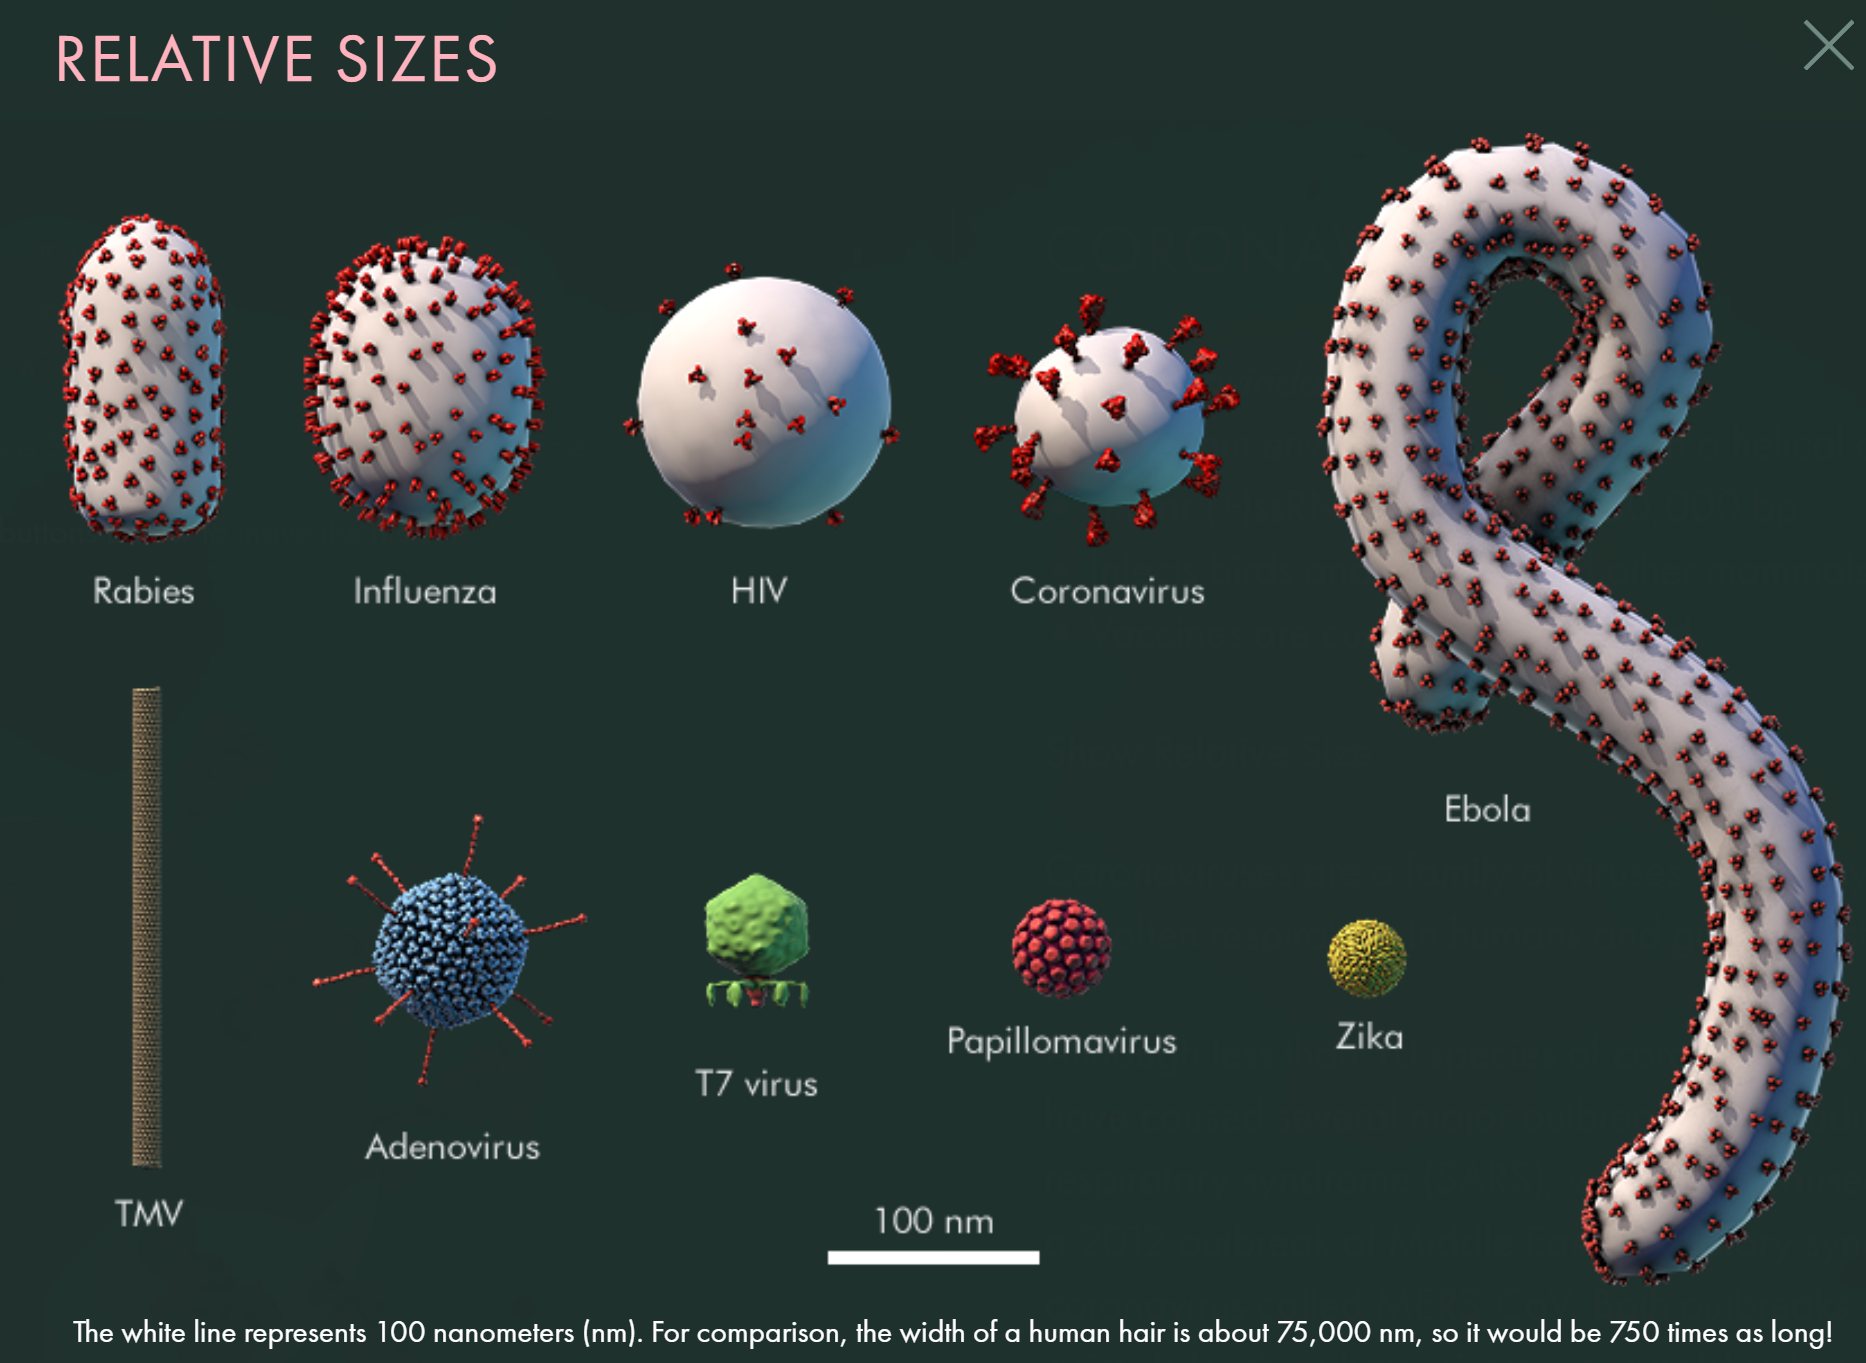 RELATIVE SIZES
Rabies
Influenza
HIV
Coronavirus
Ebola
TMV
Adenovirus
T7 virus
Papillomavirus
Zika
100 nm
The white line represents 100 nanometers (nm). For comparison, the width of a human hair is about 75,000 nm, so it would be 750 times as long!